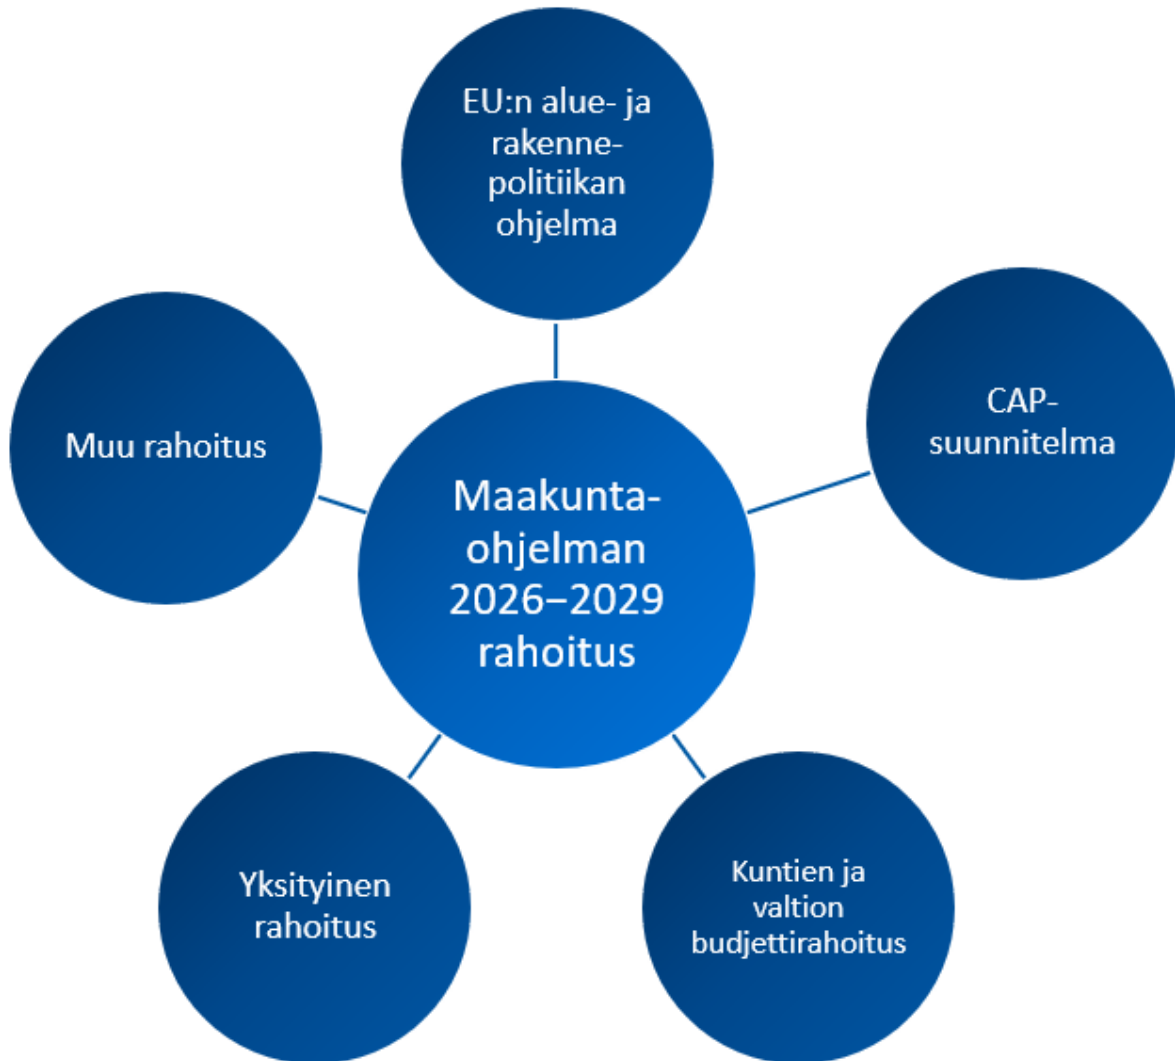 EU:n alue- ja
rakenne-
politiikan
ohjelma
CAP-
suunnitelma
Muu rahoitus
Maakunta-
ohjelman
2026–2029
rahoitus
Yksityinen
rahoitus
Kuntien ja
valtion
budjettirahoitus